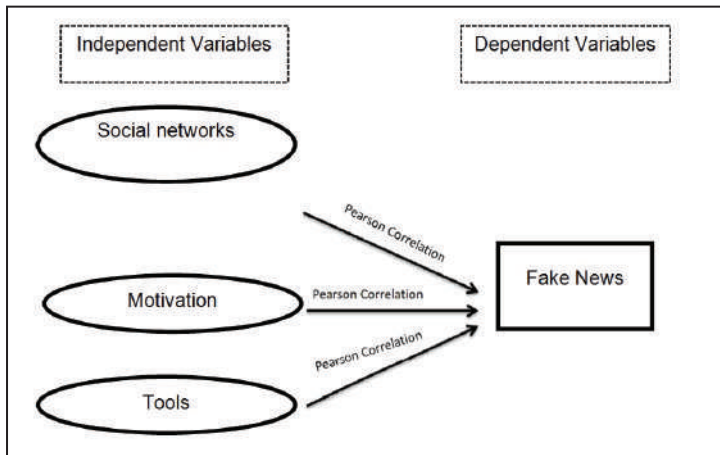 Independent Variables
Dependent Variables
Social networks
Pearson Correlation
Motivation
Pearson Correlation
Fake News
Pearson Correlation
Tools